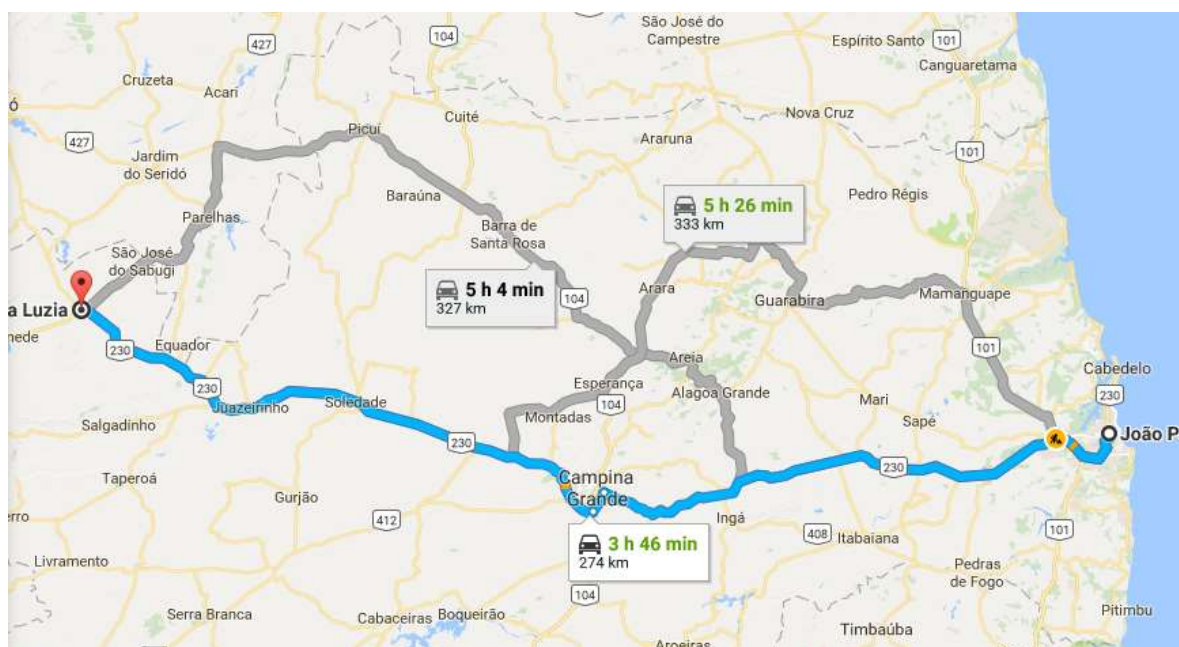 São José do
Campestre
Espírito Santo
101
Canguaretama
427
104
Cruzeta
Acari
ó
427
Picuí
Cuité
Nova Cruz
Araruna
101
Jardim
do Seridó
Baraúna
Pedro Régis
5 h 26 min
333 km
Parelhas
Barra de
Santa Rosa
São José
do Sabugi
5 h 4 min
327 km
104
Arara
Guarabira
Mamanguape
a Luzia
nede
230
Equador
101
Areia
Cabedelo
230
230
Juazeirinho
Soledade
Esperança
104
Alagoa Grande
Mari
Sapé
Montadas
Salgadinho
João P
230
230
Taperoá
Campina
Grande
Gurjão
412
Ingá
101
erro
3 h 46 min
274 km
408
Itabaiana
Livramento
Pedras
de Fogo
104
Serra Branca
Cabaceiras
Boqueirão
Pitimbu
Timbaúba
Aroeiras